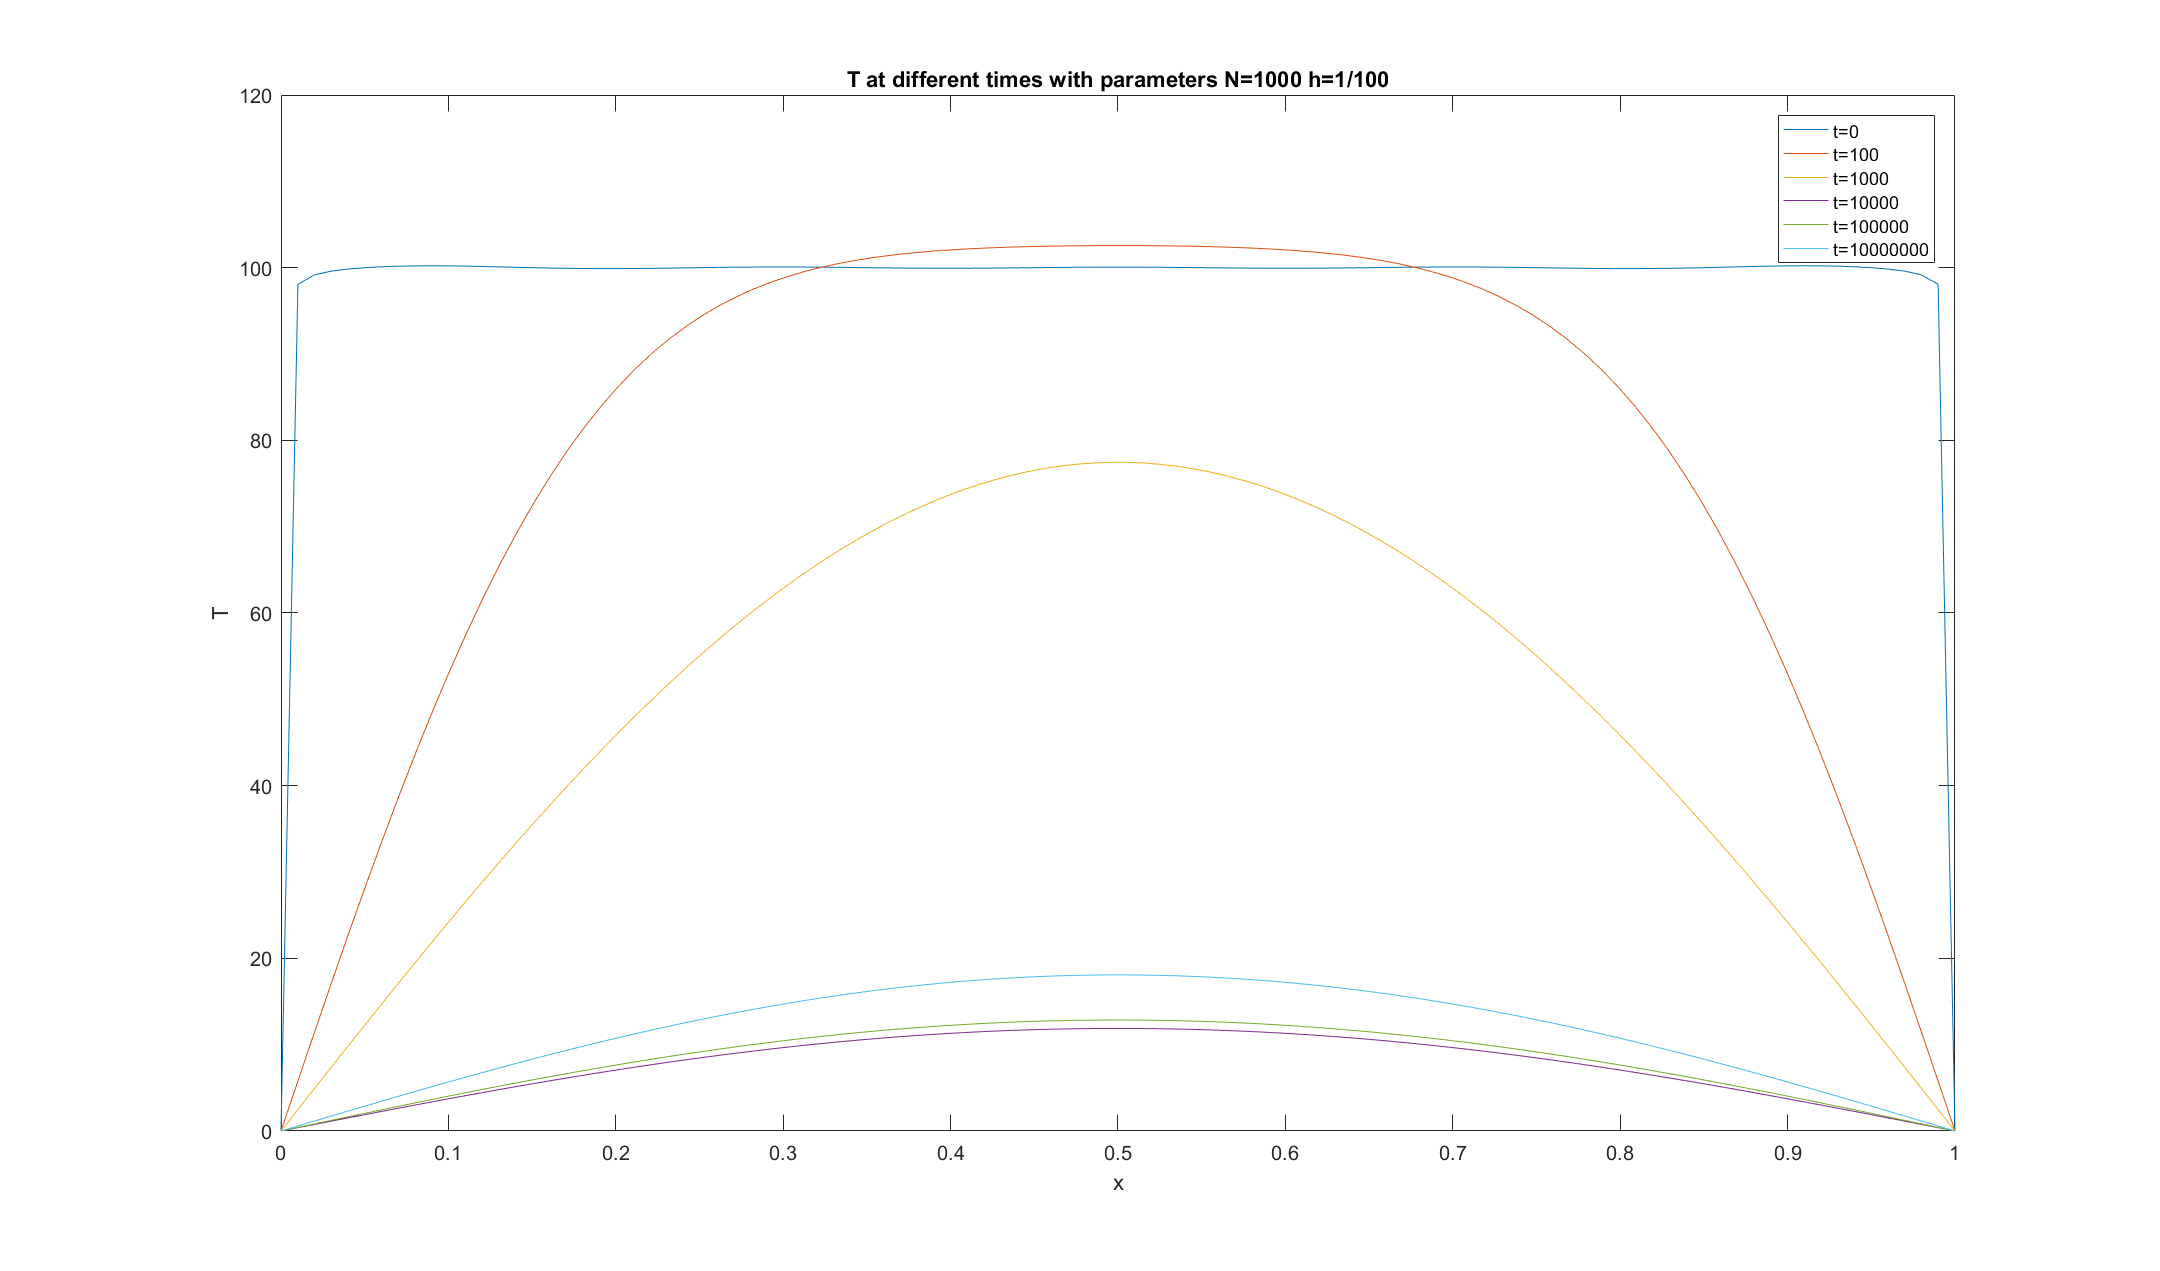 T at different times with parameters N=1000 h=1/100
120
100
80
60
40
20
0
T
t=0
t=100
t=1000
t=10000
t=100000
t=10000000
0 0.1 0.2 0.3 0.4 0.5 0.6 0.7 0.8 0.9 1
x